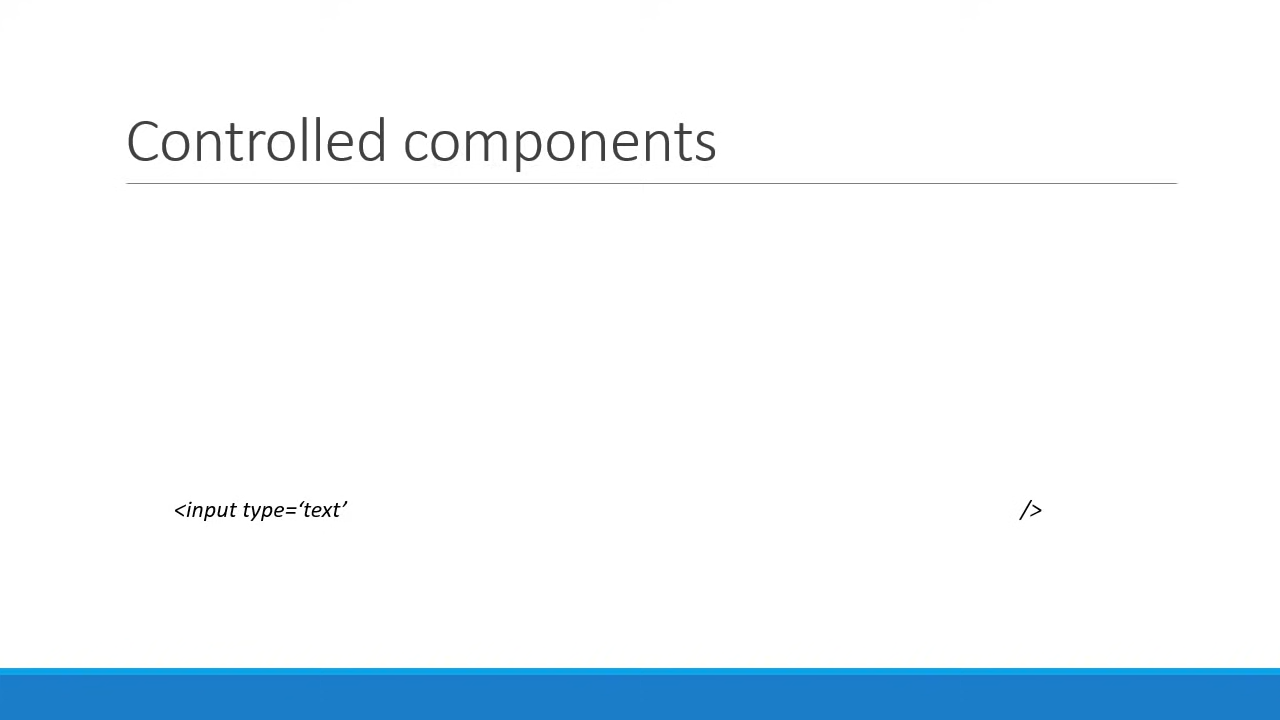 Controlled components
<input type=‘text’ />